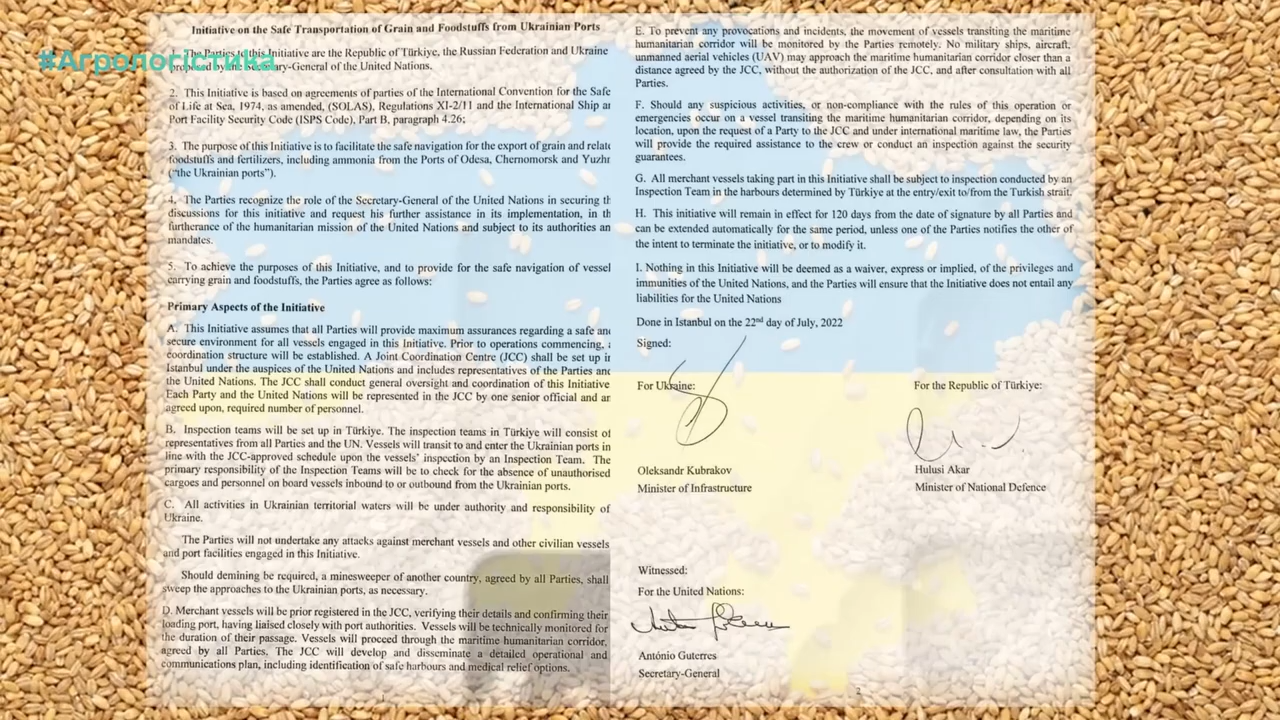 Initiative on the Safe Transportation of Grain and Foodstuffs from Ukrainian Ports
#Агрологістика
1. The Parties to this Initiative are the Republic of Türkiye, the Russian Federation and Ukraine
proposed by the Secretary-General of the United Nations.
2. This Initiative is based on agreements of parties of the International Convention for the Safe
of Life at Sea, 1974, as amended, (SOLAS), Regulations XI-2/11 and the International Ship an
Port Facility Security Code (ISPS Code), Part B, paragraph 4.26;
3. The purpose of this Initiative is to facilitate the safe navigation for the export of grain and relate
foodstuffs and fertilizers, including ammonia from the Ports of Odesa, Chernomorsk and Yuzhn
("the Ukrainian ports").
4. The Parties recognize the role of the Secretary-General of the United Nations in securing th
discussions for this initiative and request his further assistance in its implementation, in th
furtherance of the humanitarian mission of the United Nations and subject to its authorities an
mandates.
5. To achieve the purposes of this Initiative, and to provide for the safe navigation of vessel
carrying grain and foodstuffs, the Parties agree as follows:
Primary Aspects of the Initiative
A. This Initiative assumes that all Parties will provide maximum assurances regarding a safe and
secure environment for all vessels engaged in this Initiative. Prior to operations commencing, a
coordination structure will be established. A Joint Coordination Centre (JCC) shall be set up in
Istanbul under the auspices of the United Nations and includes representatives of the Parties and
the United Nations. The JCC shall conduct general oversight and coordination of this Initiative
Each Party and the United Nations will be represented in the JCC by one senior official and an
agreed upon, required number of personnel.
B. Inspection teams will be set up in Türkiye. The inspection teams in Türkiye will consist of
representatives from all Parties and the UN. Vessels will transit to and enter the Ukrainian ports in
line with the JCC-approved schedule upon the vessels' inspection by an Inspection Team. The
primary responsibility of the Inspection Teams will be to check for the absence of unauthorised
cargoes and personnel on board vessels inbound to or outbound from the Ukrainian ports.
C. All activities in Ukrainian territorial waters will be under authority and responsibility of
Ukraine.
The Parties will not undertake any attacks against merchant vessels and other civilian vessels
and port facilities engaged in this Initiative.
Should demining be required, a minesweeper of another country, agreed by all Parties, shall
sweep the approaches to the Ukrainian ports, as necessary.
D. Merchant vessels will be prior registered in the JCC, verifying their details and confirming their
loading port, having liaised closely with port authorities. Vessels will be technically monitored for
the duration of their passage. Vessels will proceed through the maritime humanitarian corridor,
agreed by all Parties. The JCC will develop and disseminate a detailed operational and
communications plan, including identification of safe harbours and medical relief options.
1
E. To prevent any provocations and incidents, the movement of vessels transiting the maritime
humanitarian corridor will be monitored by the Parties remotely. No military ships, aircraft,
unmanned aerial vehicles (UAV) may approach the maritime humanitarian corridor closer than a
distance agreed by the JCC, without the authorization of the JCC, and after consultation with all
Parties.
F. Should any suspicious activities, or non-compliance with the rules of this operation or
emergencies occur on a vessel transiting the maritime humanitarian corridor, depending on its
location, upon the request of a Party to the JCC and under international maritime law, the Parties
will provide the required assistance to the crew or conduct an inspection against the security
guarantees.
G. All merchant vessels taking part in this Initiative shall be subject to inspection conducted by an
Inspection Team in the harbours determined by Türkiye at the entry/exit to/from the Turkish strait.
H. This initiative will remain in effect for 120 days from the date of signature by all Parties and
can be extended automatically for the same period, unless one of the Parties notifies the other of
the intent to terminate the initiative, or to modify it.
I. Nothing in this Initiative will be deemed as a waiver, express or implied, of the privileges and
immunities of the United Nations, and the Parties will ensure that the Initiative does not entail any
liabilities for the United Nations
Done in Istanbul on the 22nd day of July, 2022
Signed:
For Ukraine:
For the Republic of Türkiye:
Oleksandr Kubrakov
Minister of Infrastructure
Hulusi Akar
Minister of National Defence
Witnessed:
For the United Nations:
António Guterres
Secretary-General
2